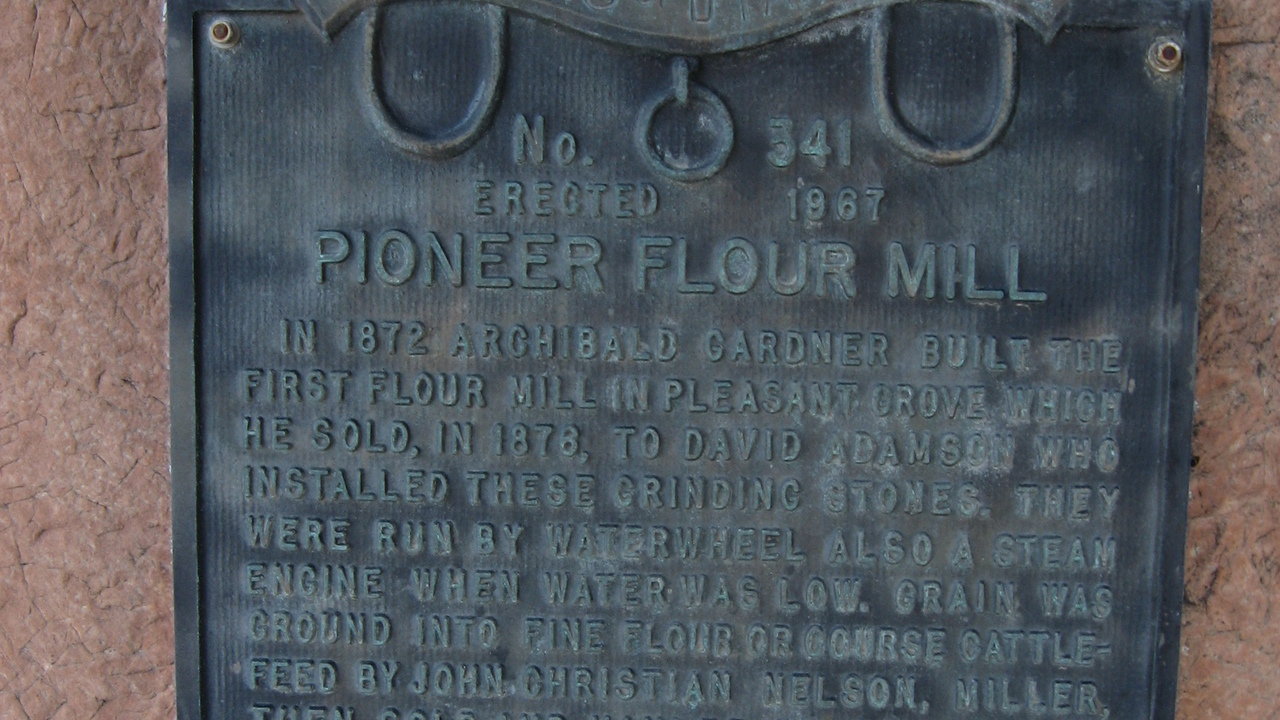 No. 341
ERECTED 1967
PIONEER FLOUR MILL
IN 1872 ARCHIBALD GARDNER BUILT THE
FIRST FLOUR MILL IN PLEASANT GROVE WHICH
HE SOLD, IN 1876, TO DAVID ADAMSON WHO
INSTALLED THESE GRINDING STONES. THEY
WERE RUN BY WATERWHEEL ALSO A STEAM
ENGINE WHEN WATER WAS LOW. GRAIN WAS
GROUND INTO FINE FLOUR OR COURSE CATTLE-
FEED BY JOHN CHRISTIAN NELSON, MILLER,